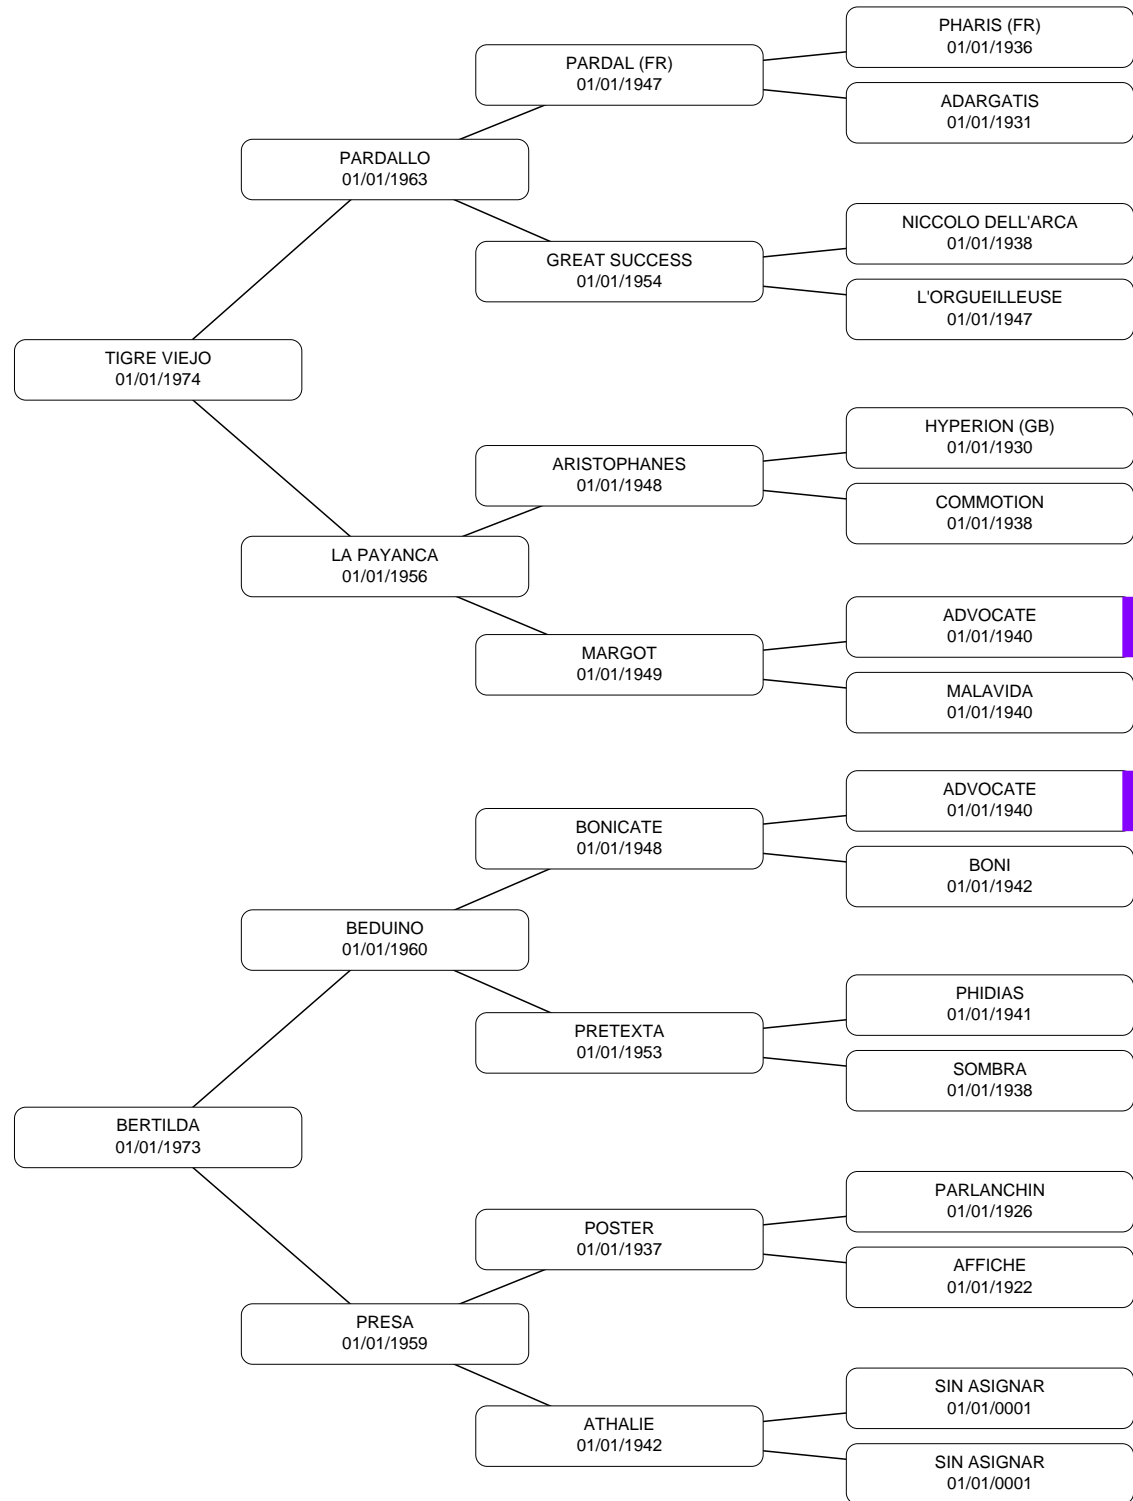 PHARIS (FR)
01/01/1936
PARDAL (FR)
01/01/1947
ADARGATIS
01/01/1931
PARDALLO
01/01/1963
NICCOLO DELL'ARCA
01/01/1938
GREAT SUCCESS
01/01/1954
L'ORGUEILLEUSE
01/01/1947
TIGRE VIEJO
01/01/1974
HYPERION (GB)
01/01/1930
ARISTOPHANES
01/01/1948
COMMOTION
01/01/1938
LA PAYANCA
01/01/1956
ADVOCATE
01/01/1940
MARGOT
01/01/1949
MALAVIDA
01/01/1940
ADVOCATE
01/01/1940
BONICATE
01/01/1948
BONI
01/01/1942
BEDUINO
01/01/1960
PHIDIAS
01/01/1941
PRETEXTA
01/01/1953
SOMBRA
01/01/1938
BERTILDA
01/01/1973
PARLANCHIN
01/01/1926
POSTER
01/01/1937
AFFICHE
01/01/1922
PRESA
01/01/1959
SIN ASIGNAR
01/01/0001
ATHALIE
01/01/1942
SIN ASIGNAR
01/01/0001